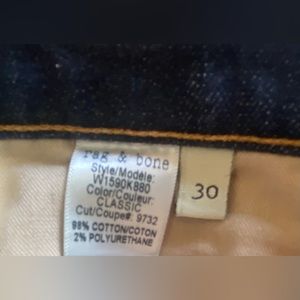 rag & bone
Style/Modèle:
W1590K880
Color/Couleur:
CLASSIC
Cut/Coupe#: 9732
98% COTTON/COTON
2% POLYURETHANE
30